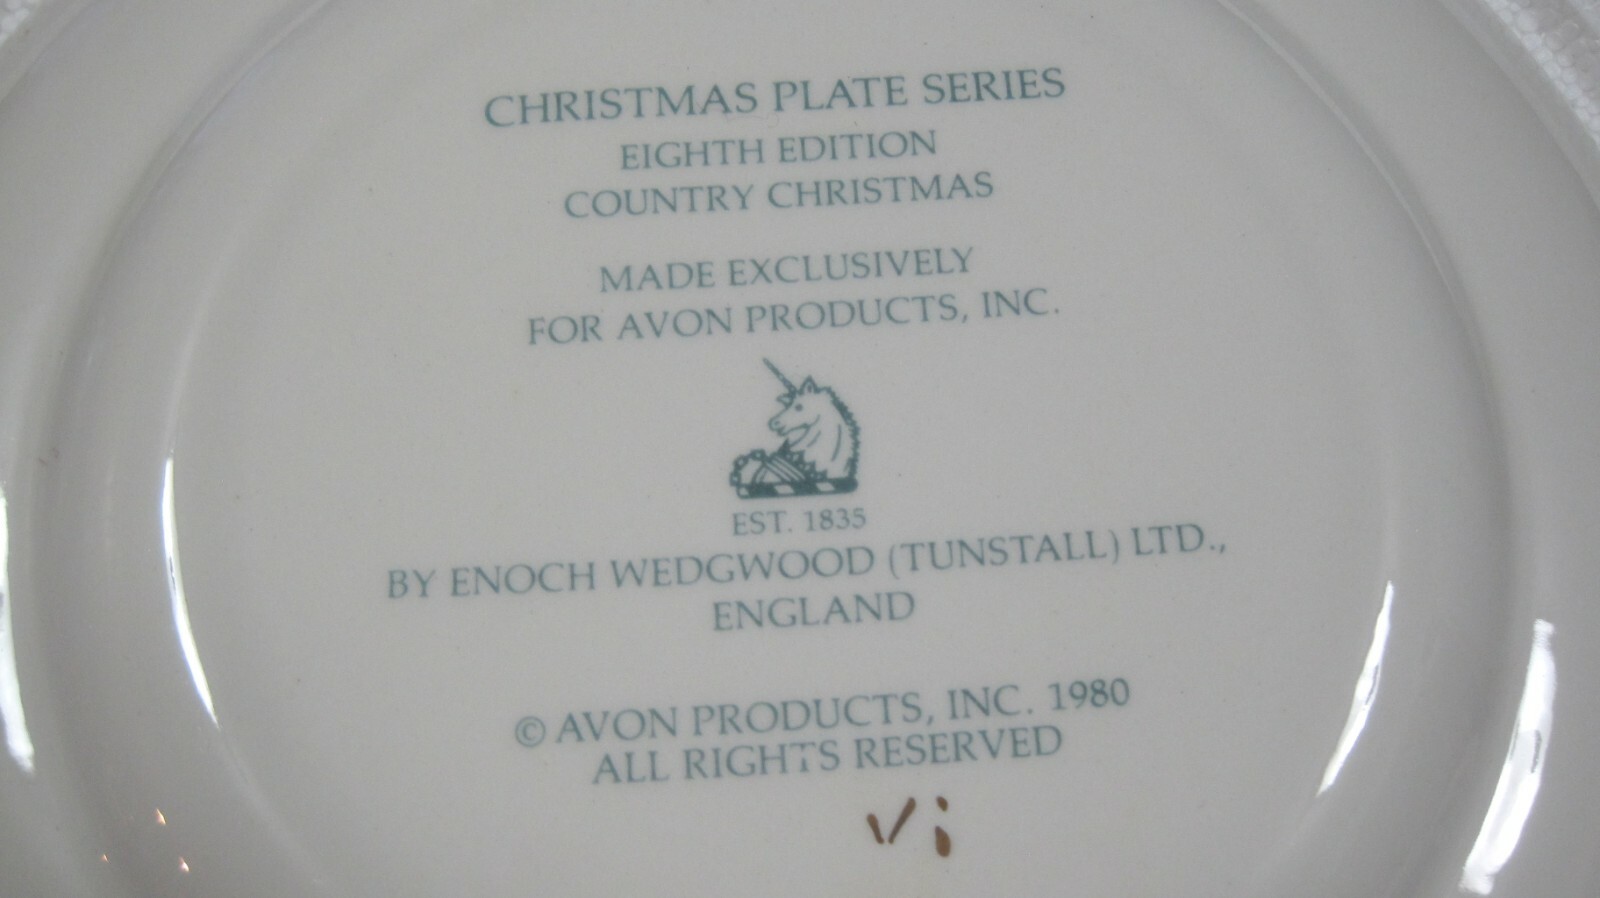 CHRISTMAS PLATE SERIES
EIGHTH EDITION
COUNTRY CHRISTMAS
MADE EXCLUSIVELY
FOR AVON PRODUCTS, INC.
EST. 1835
BY ENOCH WEDGWOOD (TUNSTALL) LTD.,
ENGLAND
© AVON PRODUCTS, INC. 1980
ALL RIGHTS RESERVED
Vi